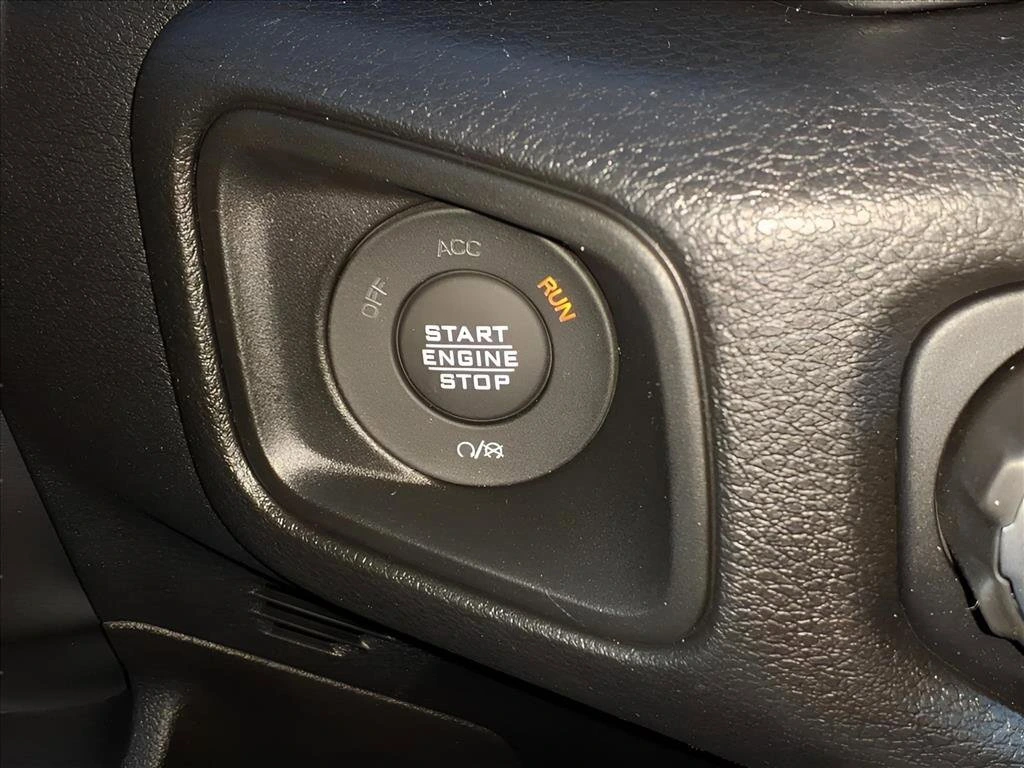 ACC
OFF
RUN
START
ENGINE
STOP